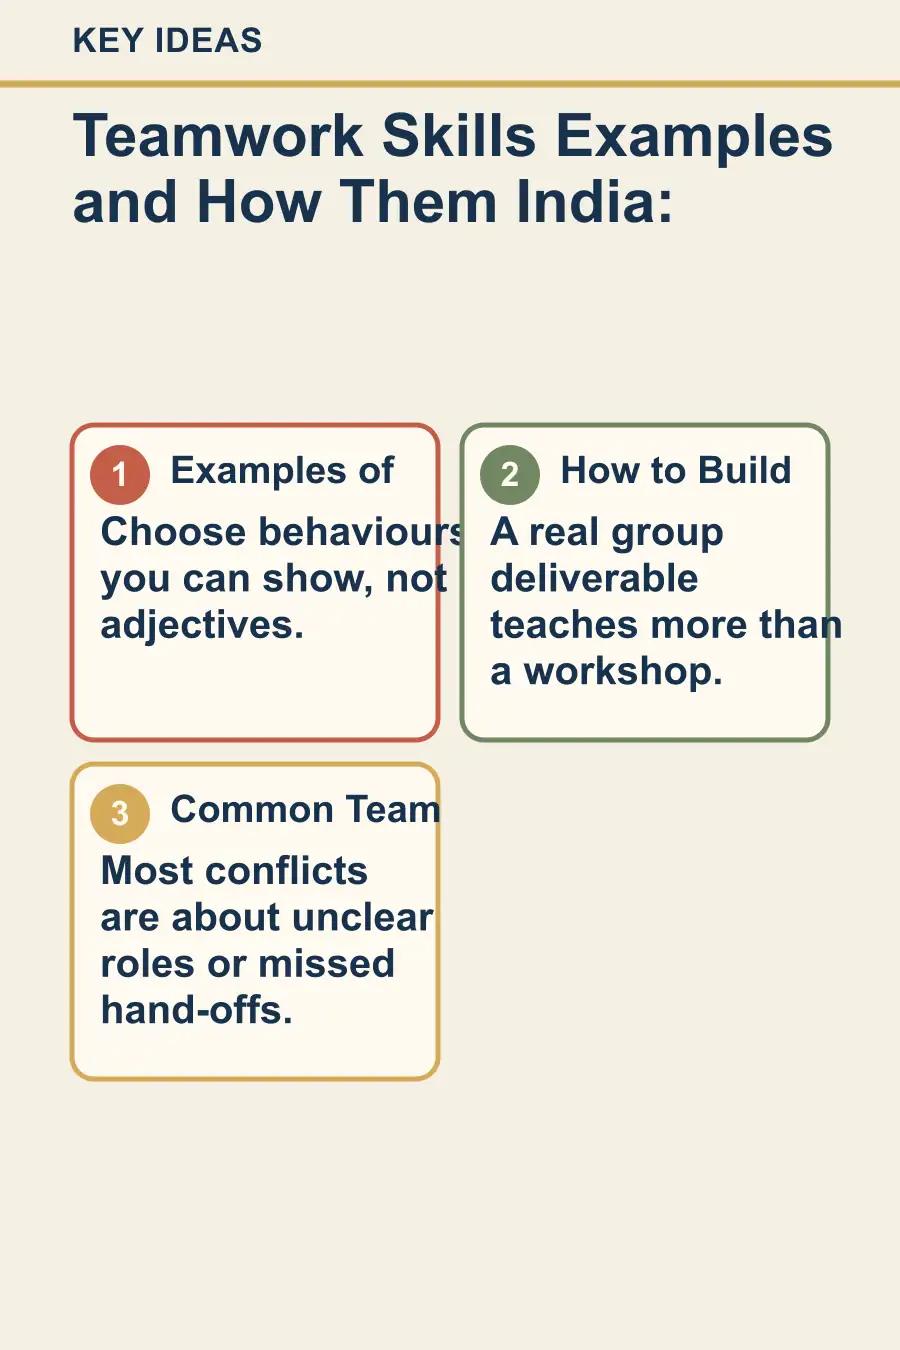 KEY IDEAS
Teamwork Skills Examples
and How Them India:
1 Examples of
Choose behaviours
you can show, not
adjectives.
2 How to Build
A real group
deliverable
teaches more than
a workshop.
3 Common Team
Most conflicts
are about unclear
roles or missed
hand-offs.